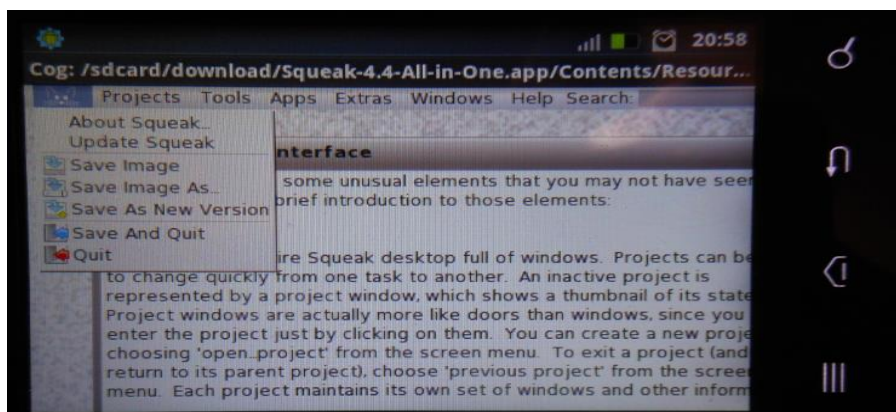 20:58
Cog: /sdcard/download/Squeak-4.4-All-in-One.app/Contents/Resour...
Projects Tools Apps Extras Windows Help Search:
About Squeak...
Update Squeak
Save Image
Save Image As...
Save As New Version
Save And Quit
Quit
nterface
some unusual elements that you may not have seen
brief introduction to those elements:
ire Squeak desktop full of windows. Projects can be
to change quickly from one task to another. An inactive project is
represented by a project window, which shows a thumbnail of its state
Project windows are actually more like doors than windows, since you
enter the project just by clicking on them. You can create a new proje
choosing 'open...project' from the screen menu. To exit a project (and
return to its parent project), choose 'previous project' from the scree
menu. Each project maintains its own set of windows and other inform